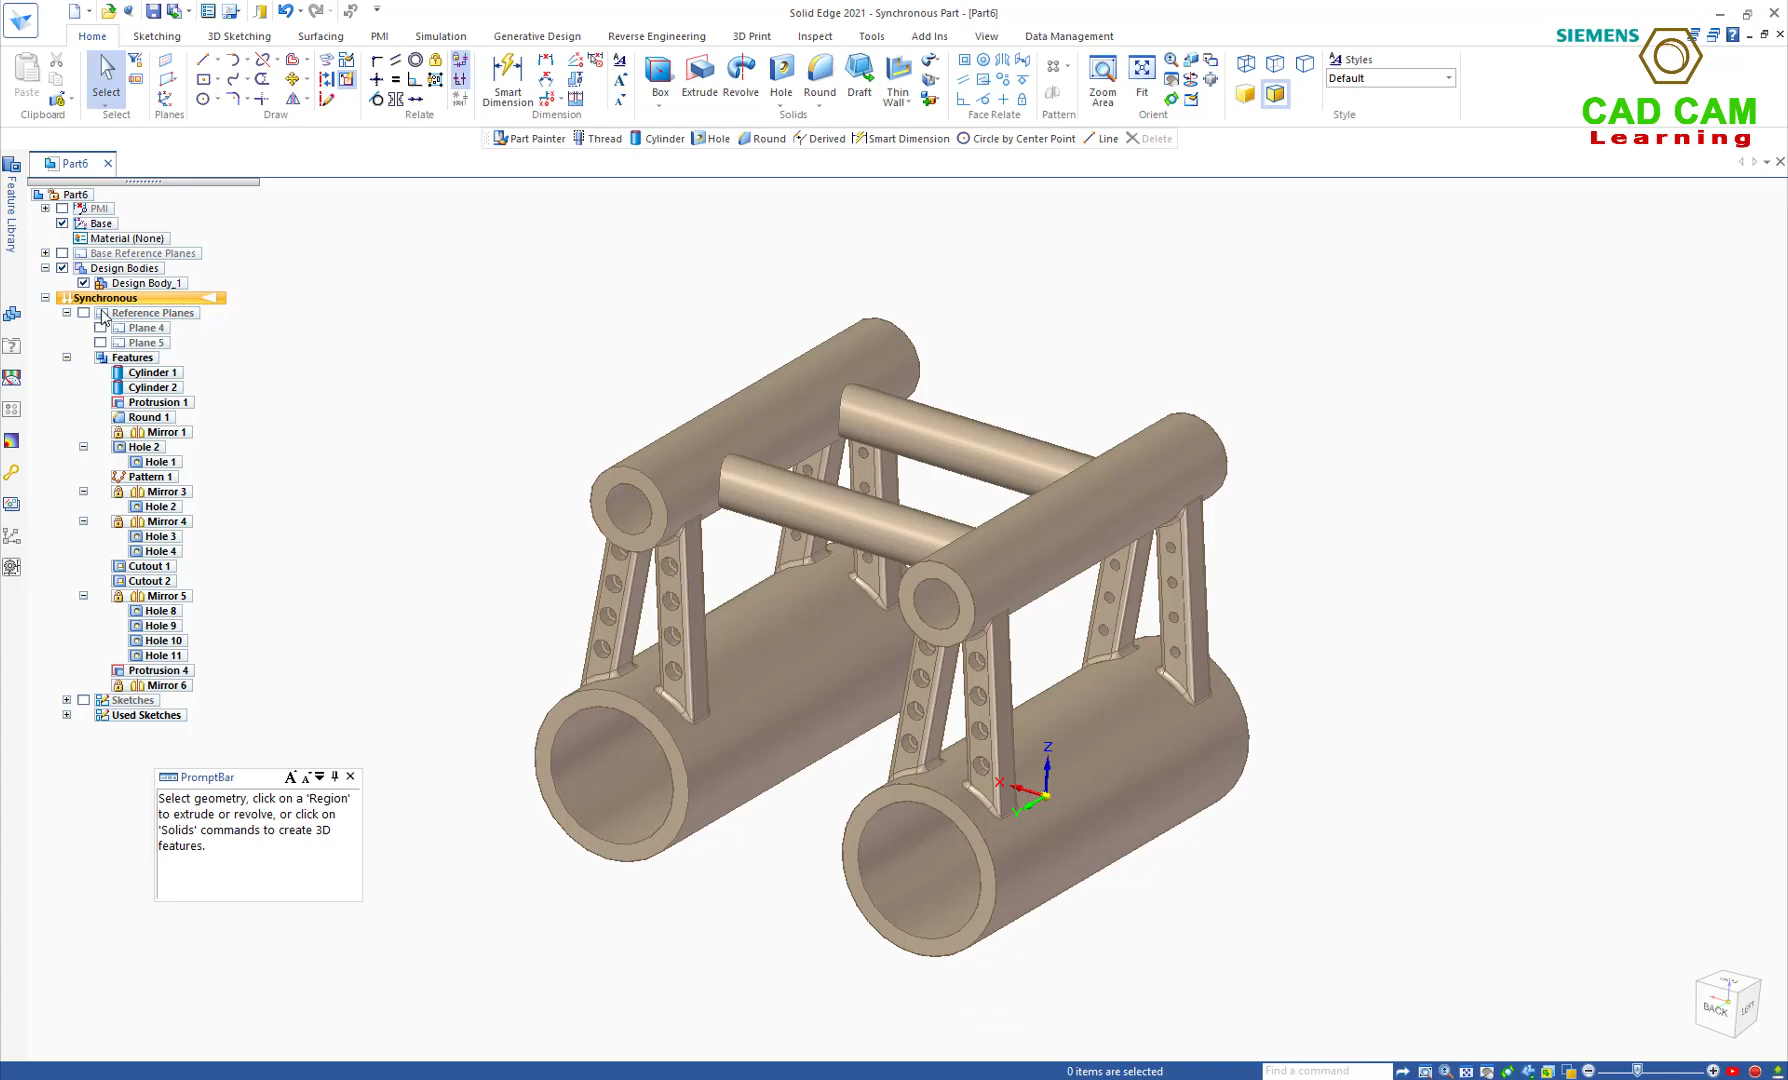 Solid Edge 2021 - Synchronous Part - [Part6]
Home Sketching 3D Sketching Surfacing PMI Simulation Generative Design Reverse Engineering 3D Print Inspect Tools Add Ins View Data Management
SIEMENS
CAD CAM
Learning
Paste
Clipboard
Select
Select
Planes
Draw
Relate
Smart Dimension
Dimension
Box Extrude Revolve Hole Round Draft Thin Wall
Solids
Face Relate
Pattern
Zoom Area Fit
Orient
Styles
Default
Style
Part Painter Thread Cylinder Hole Round Derived Smart Dimension Circle by Center Point Line Delete
Part6
Feature Library
Part6
PMI
Base
Material (None)
Base Reference Planes
Design Bodies
Design Body_1
Synchronous
Reference Planes
Plane 4
Plane 5
Features
Cylinder 1
Cylinder 2
Protrusion 1
Round 1
Mirror 1
Hole 2
Hole 1
Pattern 1
Mirror 3
Hole 2
Mirror 4
Hole 3
Hole 4
Cutout 1
Cutout 2
Mirror 5
Hole 8
Hole 9
Hole 10
Hole 11
Protrusion 4
Mirror 6
Sketches
Used Sketches
PromptBar
Select geometry, click on a 'Region'
to extrude or revolve, or click on
'Solids' commands to create 3D
features.
Z
X
Y
BACK
LEFT
0 items are selected
Find a command